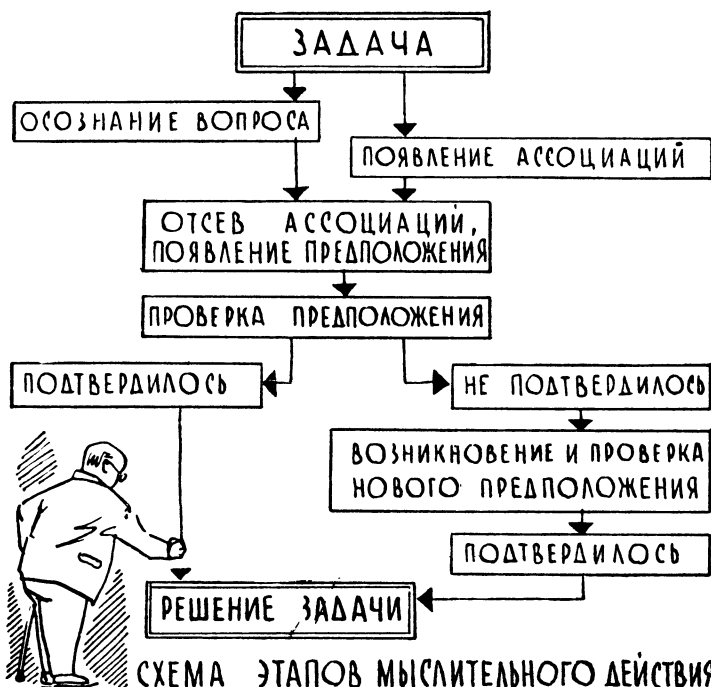 ЗАДАЧА
ОСОЗНАНИЕ ВОПРОСА
ПОЯВЛЕНИЕ АССОЦИАЦИЙ
ОТСЕВ АССОЦИАЦИЙ,
ПОЯВЛЕНИЕ ПРЕДПОЛОЖЕНИЯ
ПРОВЕРКА ПРЕДПОЛОЖЕНИЯ
ПОДТВЕРДИЛОСЬ
НЕ ПОДТВЕРДИЛОСЬ
ВОЗНИКНОВЕНИЕ И ПРОВЕРКА
НОВОГО ПРЕДПОЛОЖЕНИЯ
ПОДТВЕРДИЛОСЬ
РЕШЕНИЕ ЗАДАЧИ
СХЕМА ЭТАПОВ МЫСЛИТЕЛЬНОГО ДЕЙСТВИЯ